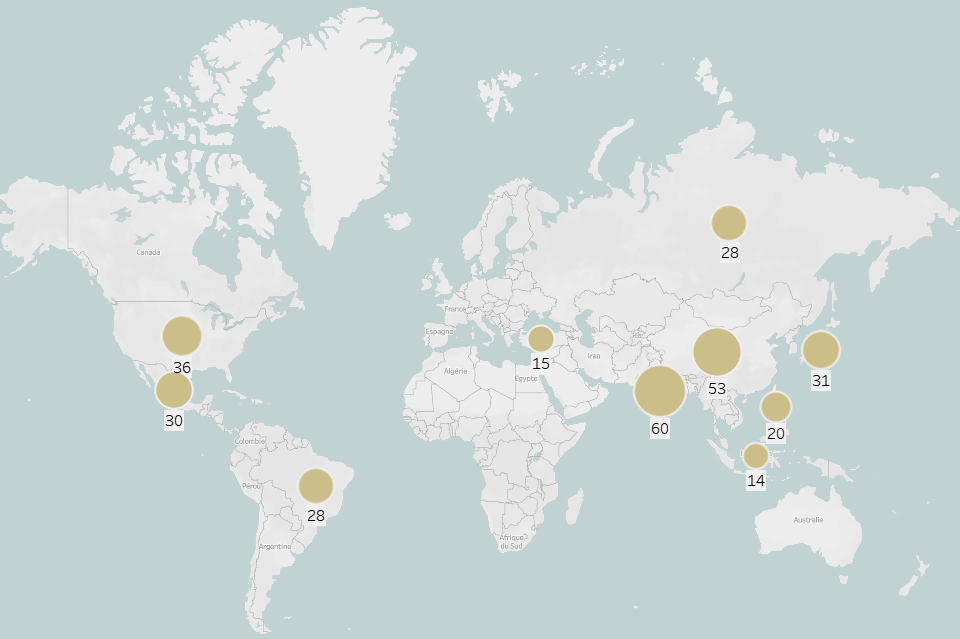 Canada
28
France
Espagne
36
15
Iran
Algérie
Égypte
53
31
30
60
20
Colombie
14
Pérou
28
Australie
Afrique
du Sud
Argentine